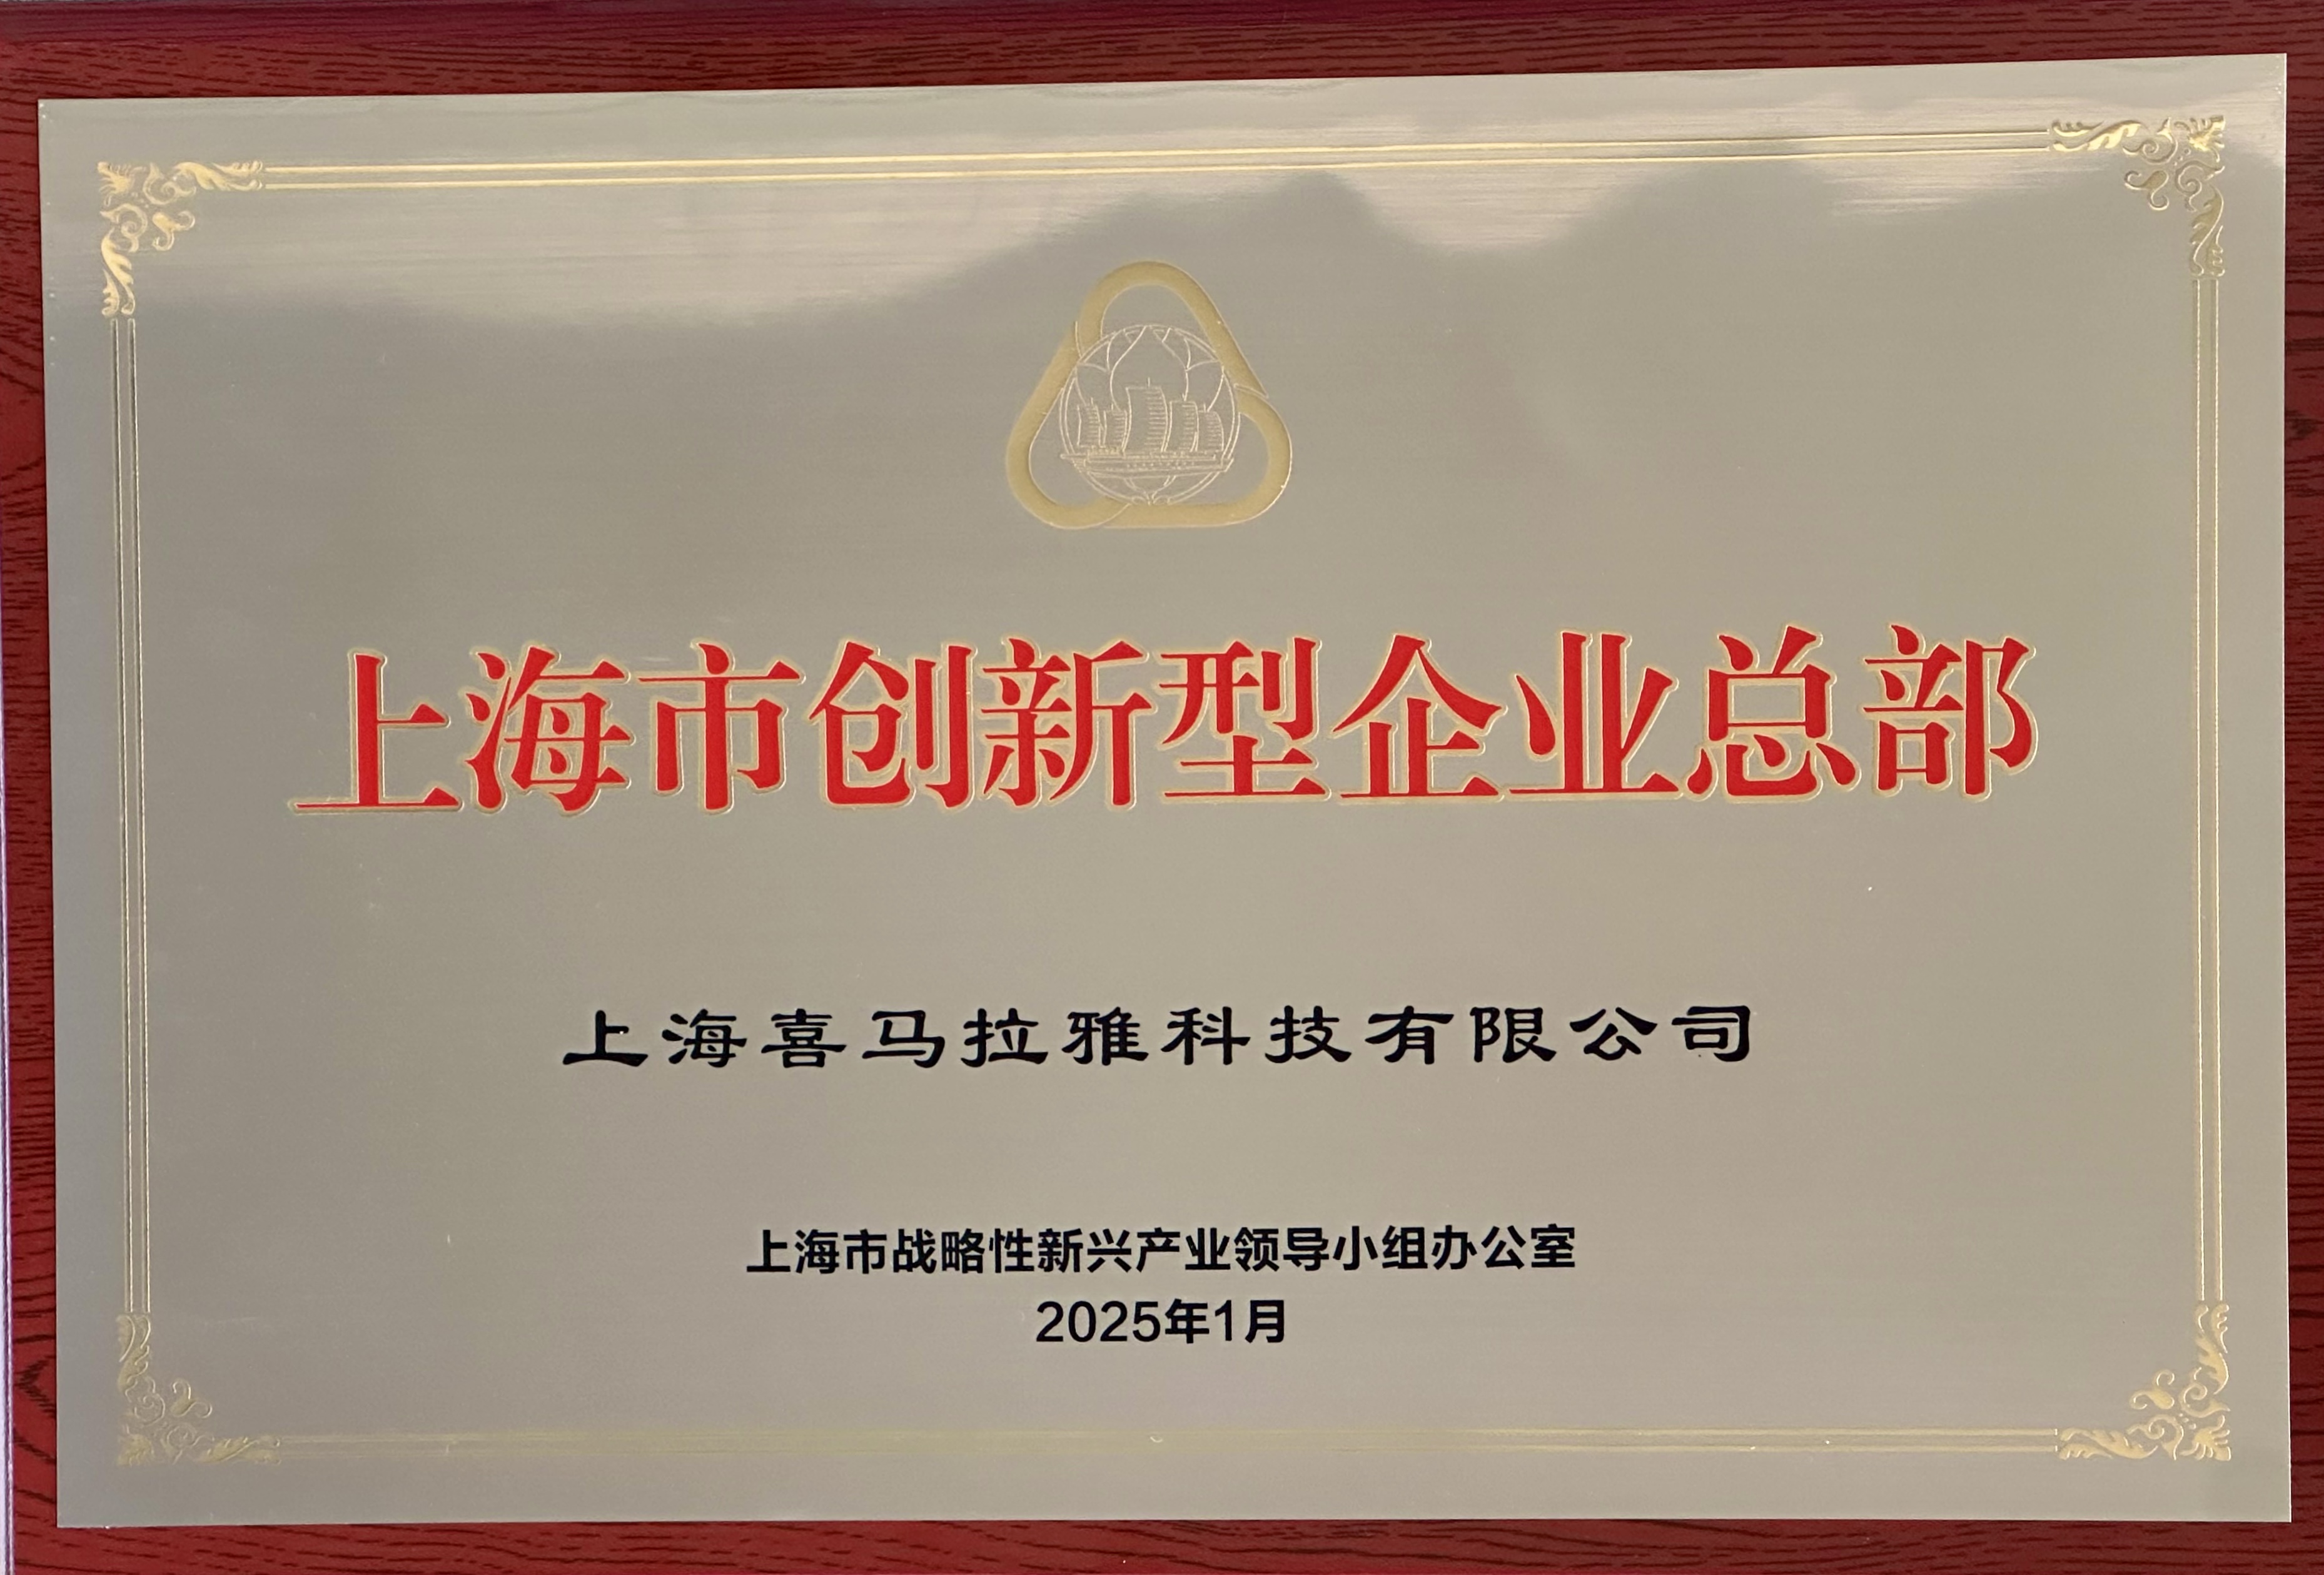 上海市创新型企业总部
上海喜马拉雅科技有限公司
上海市战略性新兴产业领导小组办公室
2025年1月